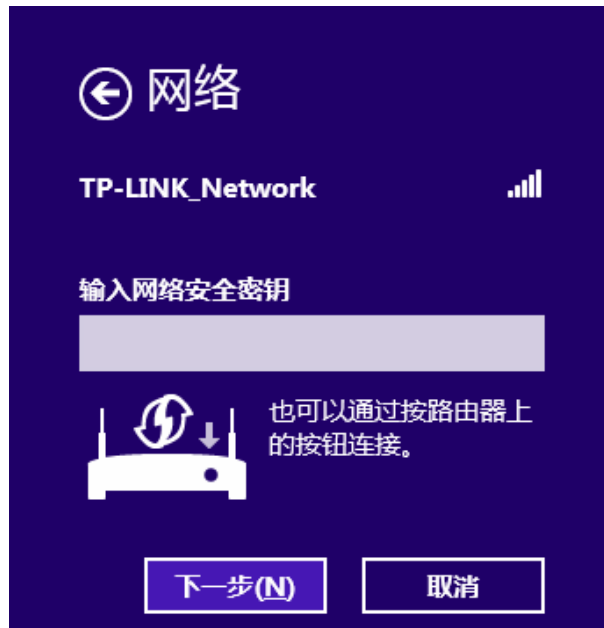 网络
TP-LINK_Network
输入网络安全密钥
也可以通过按路由器上
的按钮连接。
下一步(N)
取消